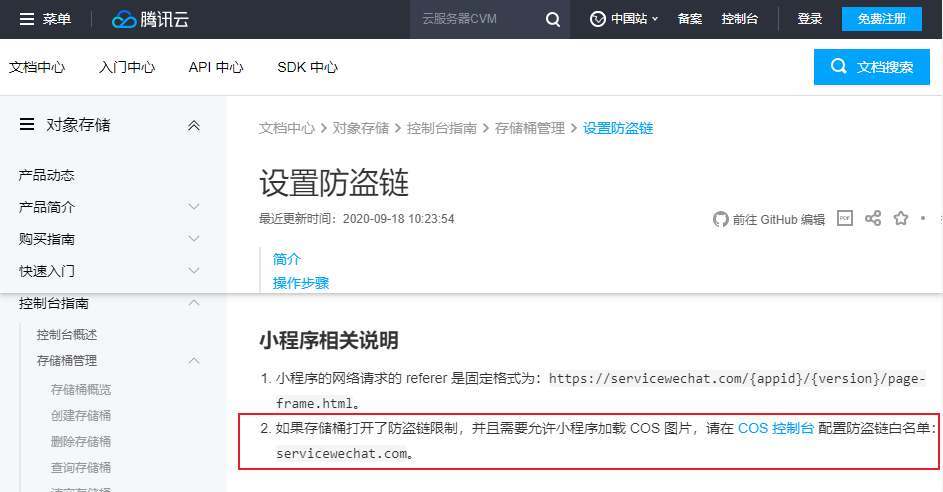 菜单
腾讯云
云服务器CVM
中国站
备案
控制台
登录
免费注册
文档中心
入门中心
API 中心
SDK 中心
文档搜索
对象存储
产品动态
产品简介
购买指南
快速入门
控制台指南
控制台概述
存储桶管理
存储桶概览
创建存储桶
删除存储桶
查询存储桶
文档中心 > 对象存储 > 控制台指南 > 存储桶管理 > 设置防盗链
设置防盗链
最近更新时间：2020-09-18 10:23:54
前往 GitHub 编辑
PDF
简介
操作步骤
小程序相关说明
1. 小程序的网络请求的 referer 是固定格式为：https://servicewechat.com/{appid}/{version}/page-
frame.html。
2. 如果存储桶打开了防盗链限制，并且需要允许小程序加载 COS 图片，请在 COS 控制台 配置防盗链白名单：
servicewechat.com。